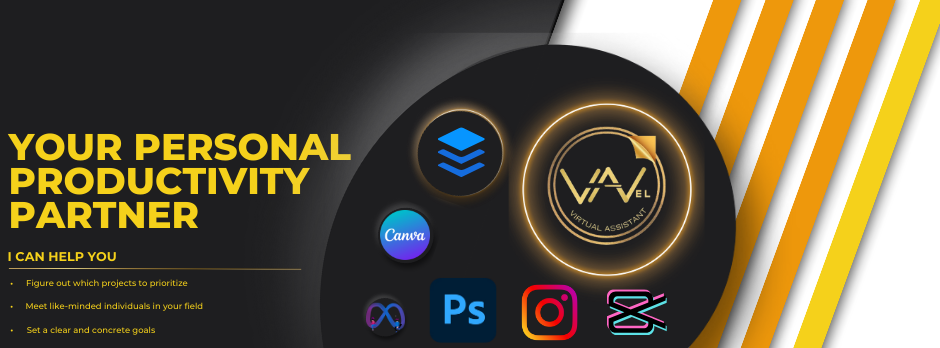 YOUR PERSONAL
PRODUCTIVITY
PARTNER
I CAN HELP YOU
• Figure out which projects to prioritize
• Meet like-minded individuals in your field
• Set a clear and concrete goals
Canva
Ps
VAVEL
VIRTUAL ASSISTANT